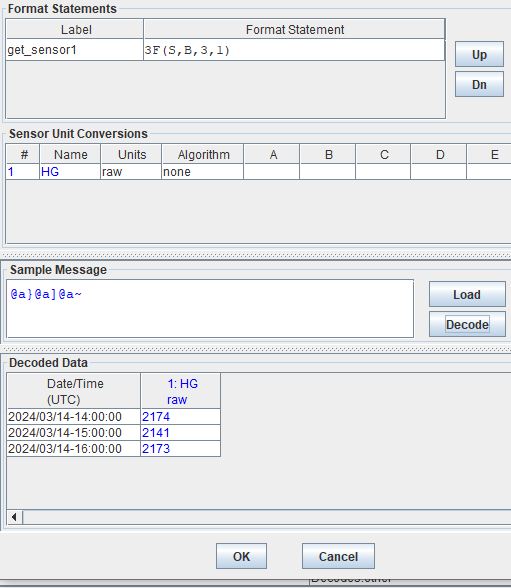 Format Statements
Label Format Statement
get_sensor1 3F(S,B,3,1)
Up
Dn
Sensor Unit Conversions
# Name Units Algorithm A B C D E
1 HG raw none
Sample Message
@a}@a]@a~
Load
Decode
Decoded Data
Date/Time
(UTC)
1: HG
raw
2024/03/14-14:00:00 2174
2024/03/14-15:00:00 2141
2024/03/14-16:00:00 2173
OK Cancel